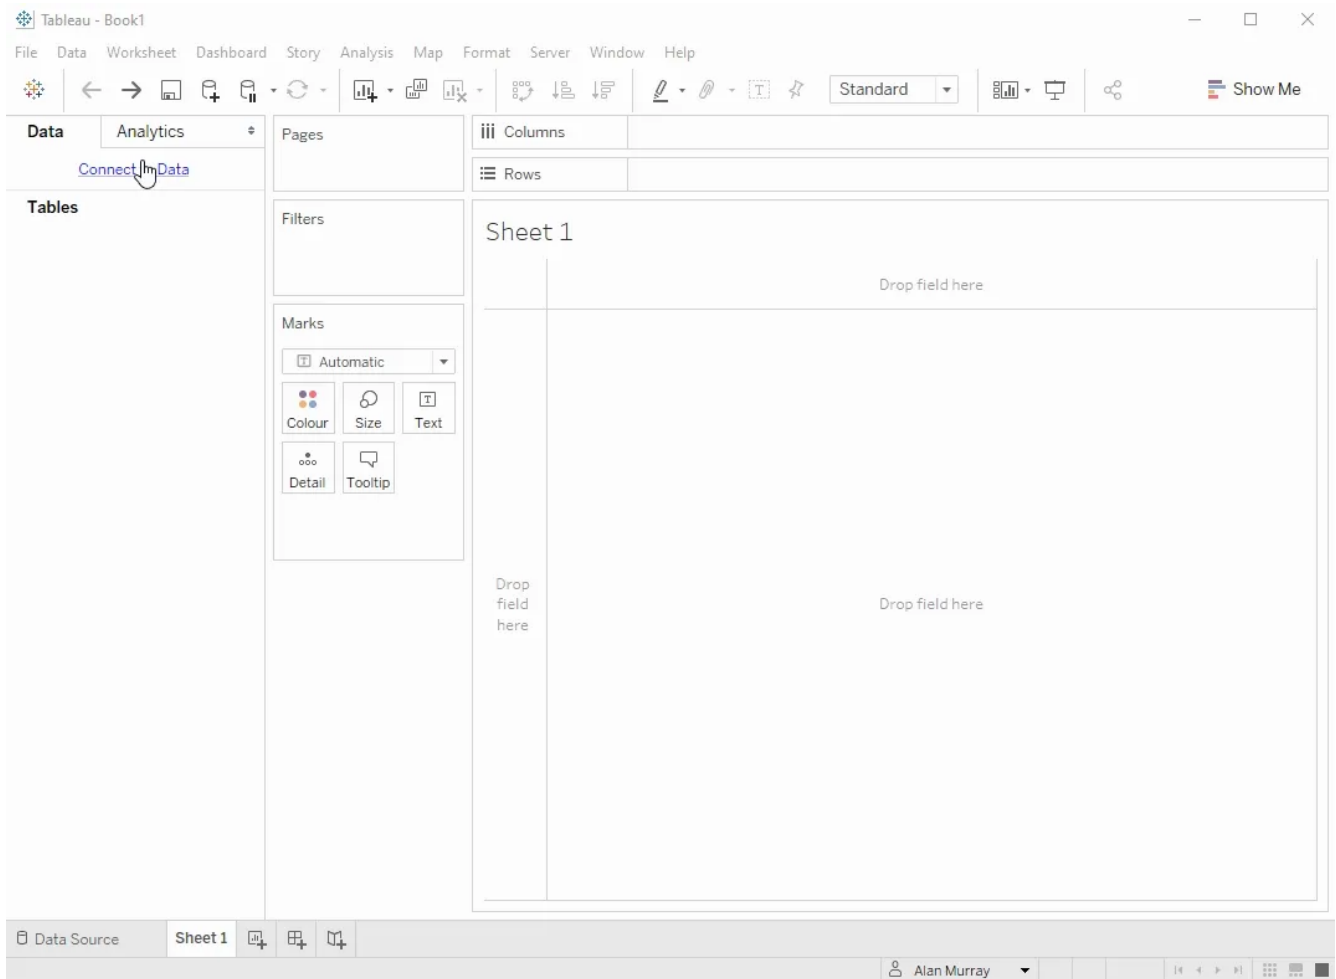 Tableau - Book1
File Data Worksheet Dashboard Story Analysis Map Format Server Window Help
Standard
Show Me
Data
Analytics
Connect Data
Tables
Pages
Filters
Marks
Automatic
Colour
Size
Text
Detail
Tooltip
Columns
Rows
Sheet 1
Drop field here
Drop
field
here
Drop field here
Data Source
Sheet 1
Alan Murray